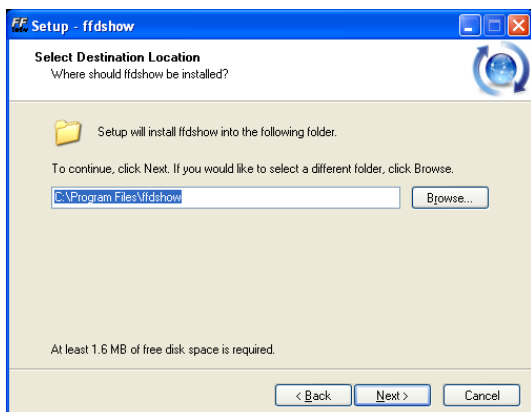 Setup - ffdshow
Select Destination Location
Where should ffdshow be installed?
Setup will install ffdshow into the following folder.
To continue, click Next. If you would like to select a different folder, click Browse.
C:\Program Files\ffdshow
Browse...
At least 1.6 MB of free disk space is required.
< Back
Next >
Cancel